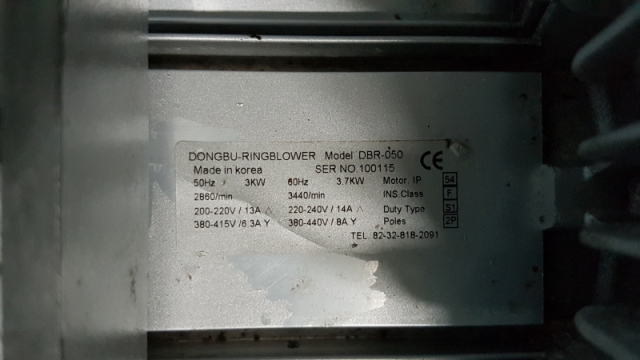 DONGBU-RINGBLOWER Model DBR-050 CE
Made in korea SER NO.100115
50Hz 3KW 60Hz 3.7KW Motor. IP 54
2860/min 3440/min INS.Class F
200-220V / 13A △ 220-240V / 14A △ Duty Type S1
380-415V / 6.3A Y 380-440V / 8A Y Poles 2P
TEL. 82-32-818-2091